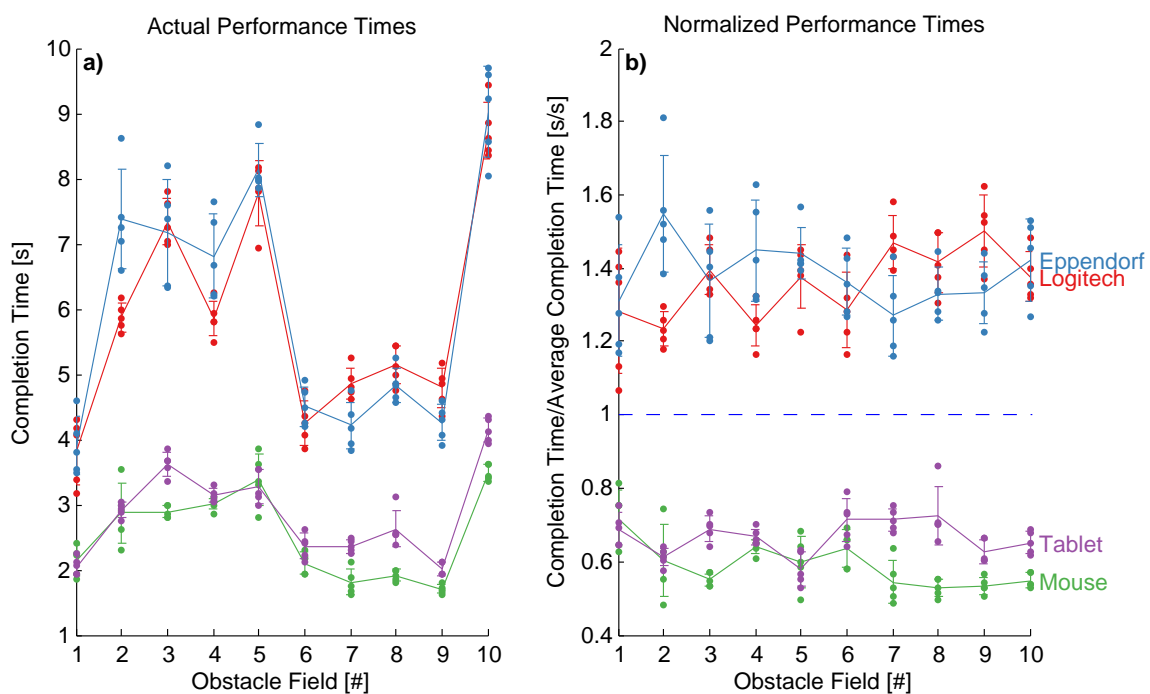 Actual Performance Times
a)
Completion Time [s]
10
9
8
7
6
5
4
3
2
1
1 2 3 4 5 6 7 8 9 10
Obstacle Field [#]
Normalized Performance Times
b)
Completion Time/Average Completion Time [s/s]
2
1.8
1.6
1.4
1.2
1
0.8
0.6
0.4
1 2 3 4 5 6 7 8 9 10
Obstacle Field [#]
Eppendorf
Logitech
Tablet
Mouse